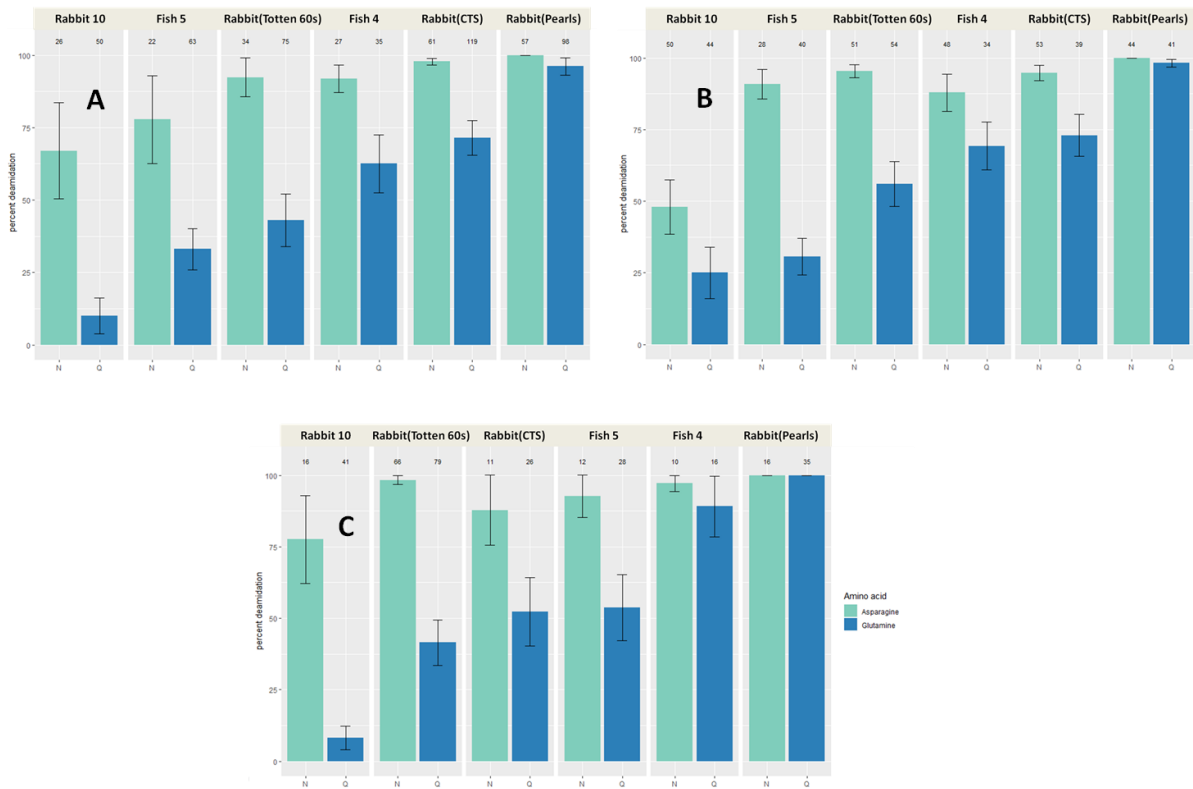 Rabbit 10 Fish 5 Rabbit(Totten 60s) Fish 4 Rabbit(CTS) Rabbit(Pearls)
26 50 22 63 34 75 27 35 61 119 57 98
A
percent deamidation
100
75
50
25
0
N Q N Q N Q N Q N Q N Q
Rabbit 10 Fish 5 Rabbit(Totten 60s) Fish 4 Rabbit(CTS) Rabbit(Pearls)
50 44 28 40 51 54 48 34 53 39 44 41
B
percent deamidation
100
75
50
25
0
N Q N Q N Q N Q N Q N Q
Rabbit 10 Rabbit(Totten 60s) Rabbit(CTS) Fish 5 Fish 4 Rabbit(Pearls)
16 41 66 79 11 26 12 28 10 16 16 35
C
percent deamidation
100
75
50
25
0
N Q N Q N Q N Q N Q N Q
Amino acid
Asparagine
Glutamine